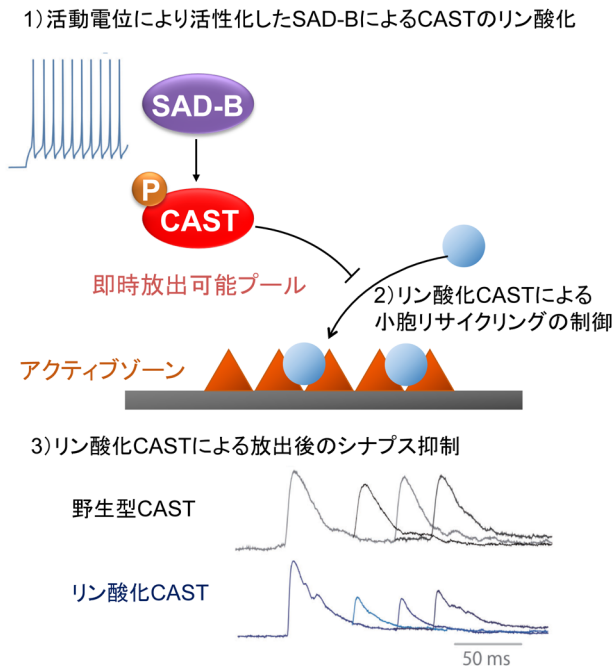 1）活動電位により活性化したSAD-BによるCASTのリン酸化
SAD-B
P
CAST
即時放出可能プール
2）リン酸化CASTによる
小胞リサイクリングの制御
アクティブゾーン
3）リン酸化CASTによる放出後のシナプス抑制
野生型CAST
リン酸化CAST
50 ms